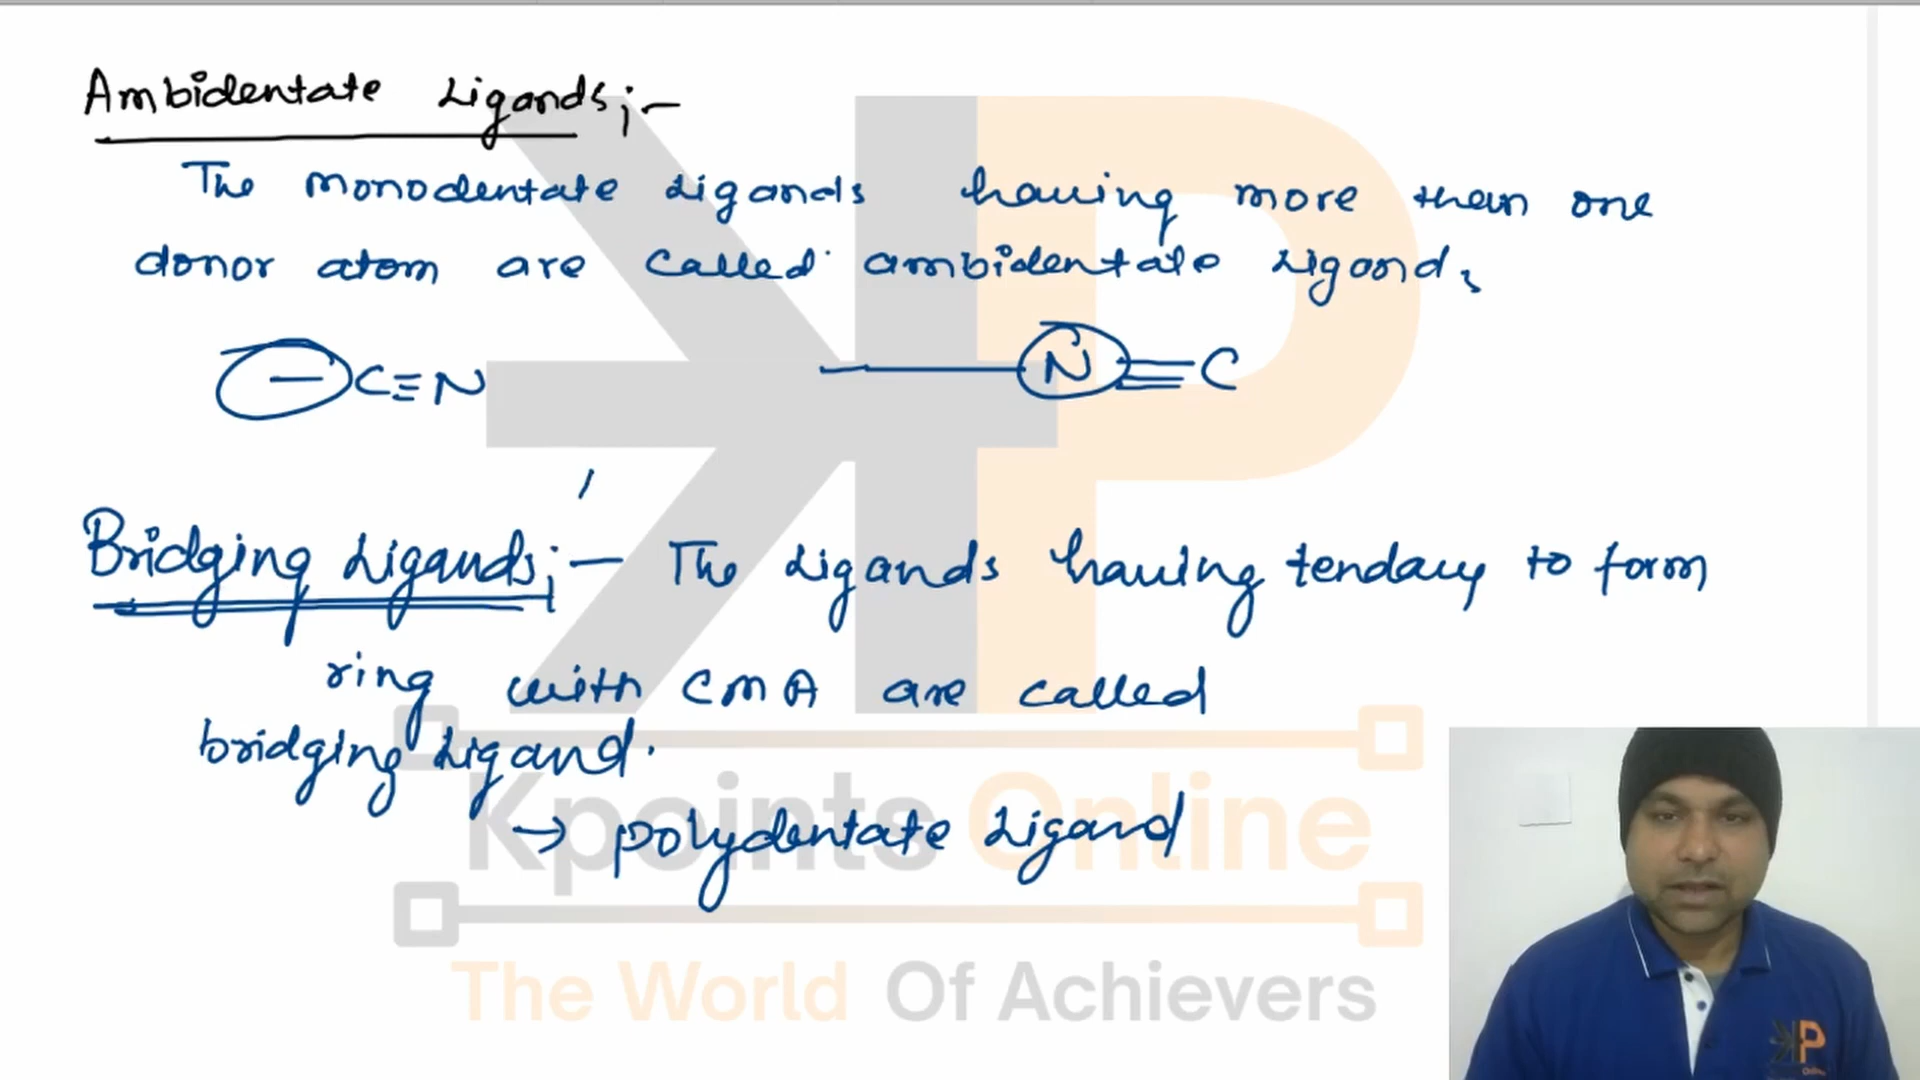 Ambidentate Ligands;-
The monodentate Ligands having more than one
donor atom are called ambidentate Ligands
-C≡N
-N≡C
Bridging Ligands;- The Ligands having tendacy to form
ring with CMA are called
bridging Ligand.
→ polydentate Ligand
Kpoints Online
The World Of Achievers